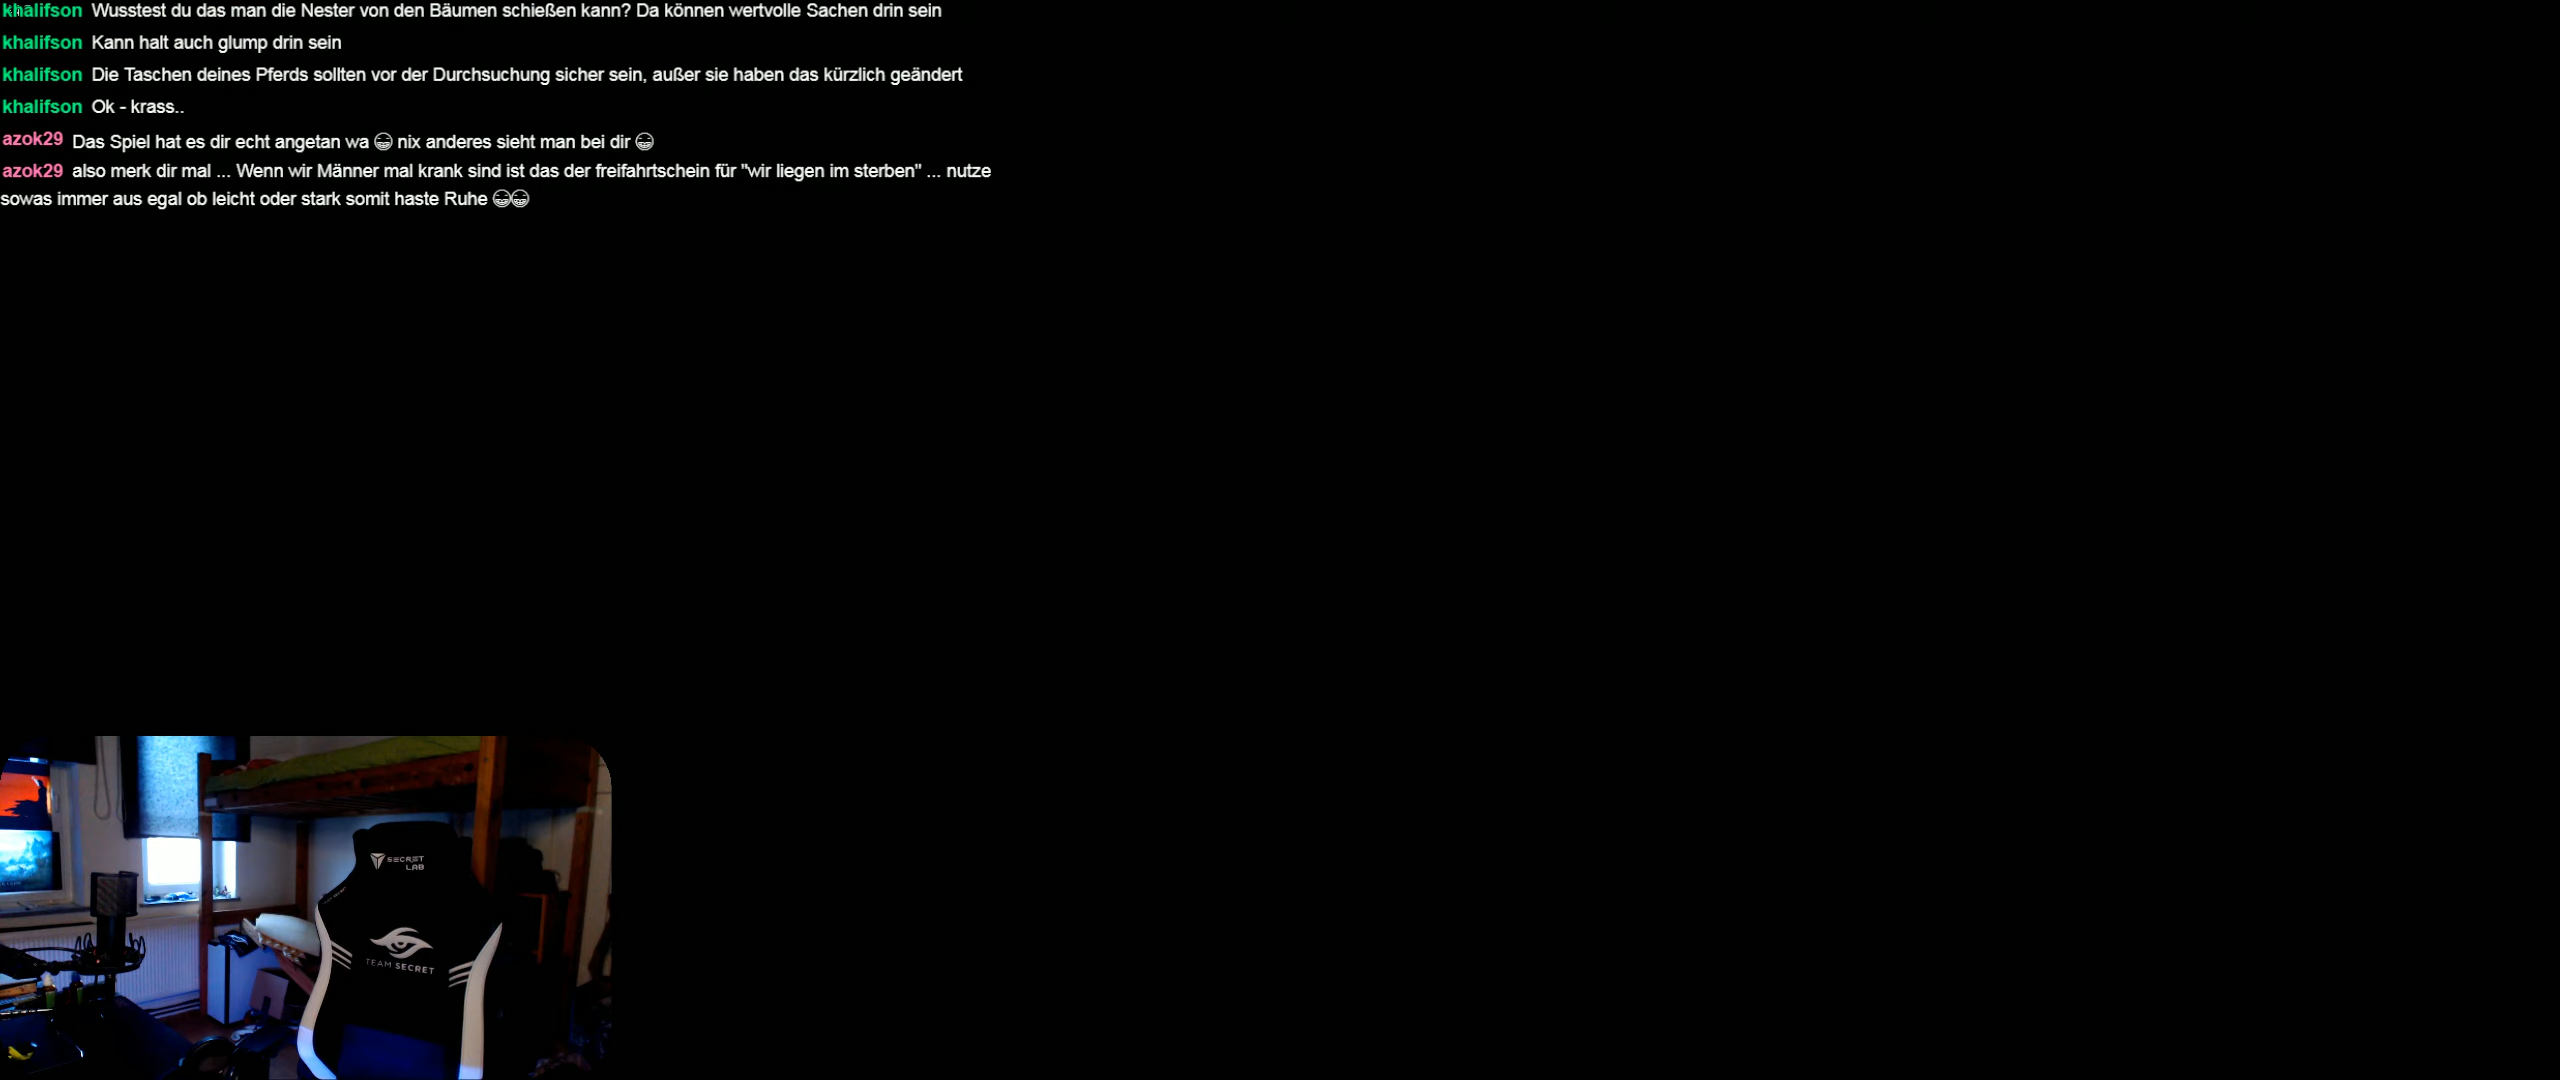 khalifson Wusstest du das man die Nester von den Bäumen schießen kann? Da können wertvolle Sachen drin sein
khalifson Kann halt auch glump drin sein
khalifson Die Taschen deines Pferds sollten vor der Durchsuchung sicher sein, außer sie haben das kürzlich geändert
khalifson Ok - krass..
azok29 Das Spiel hat es dir echt angetan wa 😂 nix anderes sieht man bei dir 😂
azok29 also merk dir mal ... Wenn wir Männer mal krank sind ist das der freifahrtschein für "wir liegen im sterben" ... nutze
sowas immer aus egal ob leicht oder stark somit haste Ruhe 😂😂
SECRET
LAB
TEAM SECRET